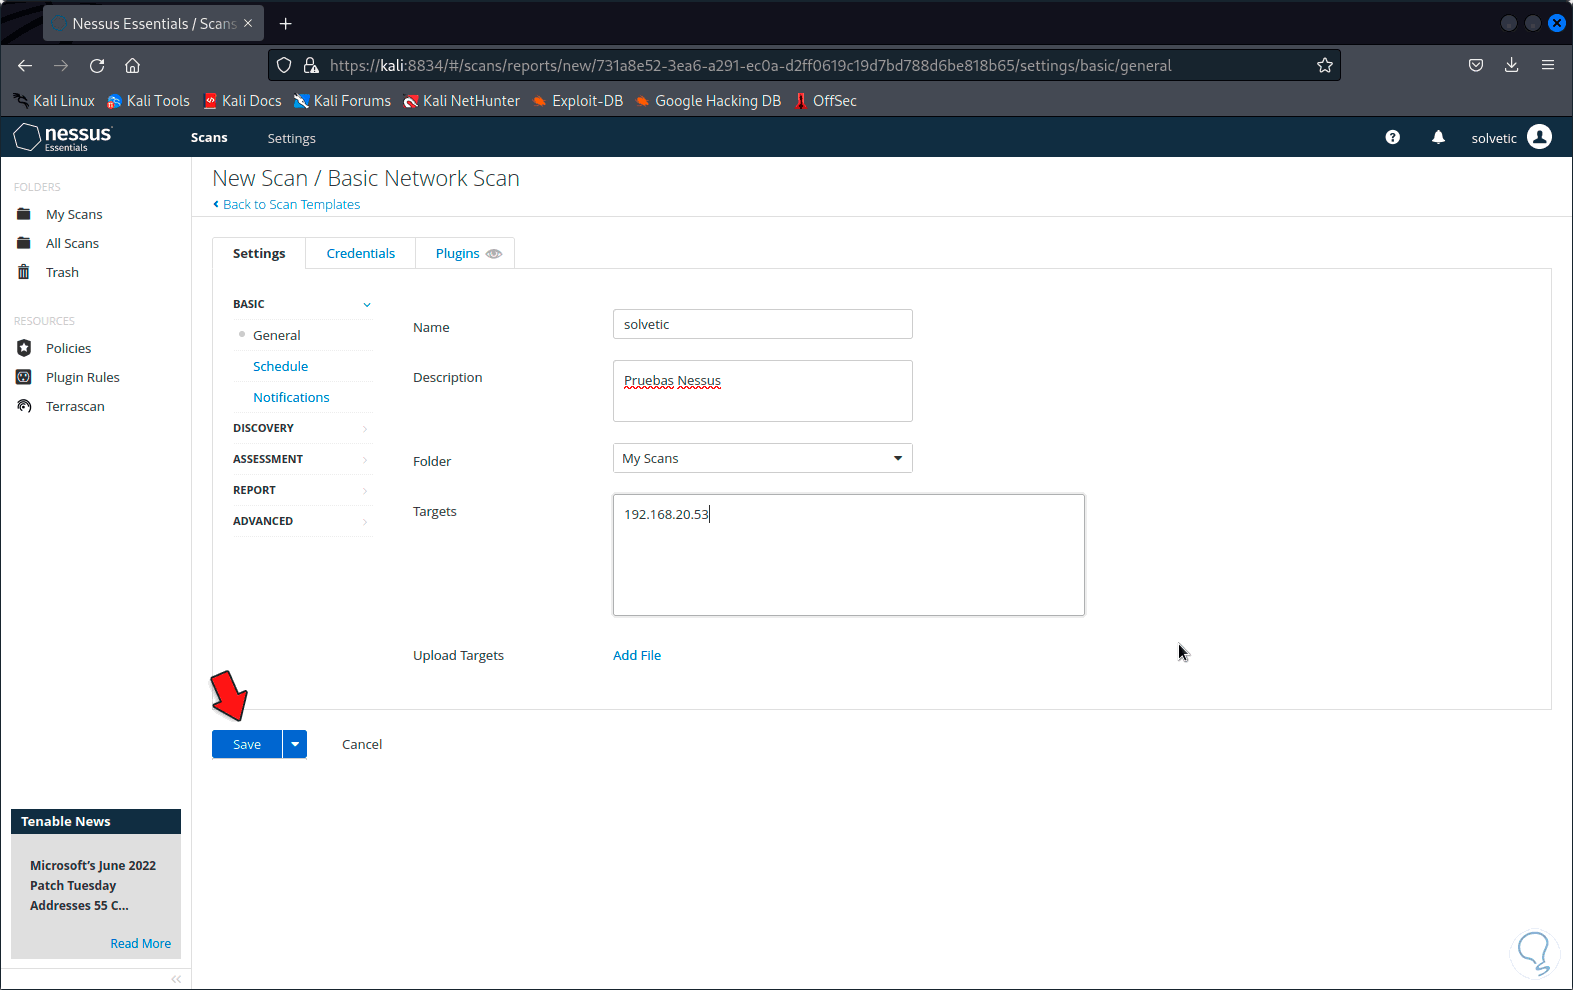 Nessus Essentials / Scans
https://kali:8834/#/scans/reports/new/731a8e52-3ea6-a291-ec0a-d2ff0619c19d7bd788d6be818b65/settings/basic/general
Kali Linux Kali Tools Kali Docs Kali Forums Kali NetHunter Exploit-DB Google Hacking DB OffSec
nessus Essentials Scans Settings solvetic
FOLDERS
My Scans
All Scans
Trash
RESOURCES
Policies
Plugin Rules
Terrascan
New Scan / Basic Network Scan
Back to Scan Templates
Settings Credentials Plugins
BASIC
General
Schedule
Notifications
DISCOVERY
ASSESSMENT
REPORT
ADVANCED
Name solvetic
Description Pruebas Nessus
Folder My Scans
Targets 192.168.20.53
Upload Targets Add File
Save Cancel
Tenable News
Microsoft's June 2022
Patch Tuesday
Addresses 55 C...
Read More